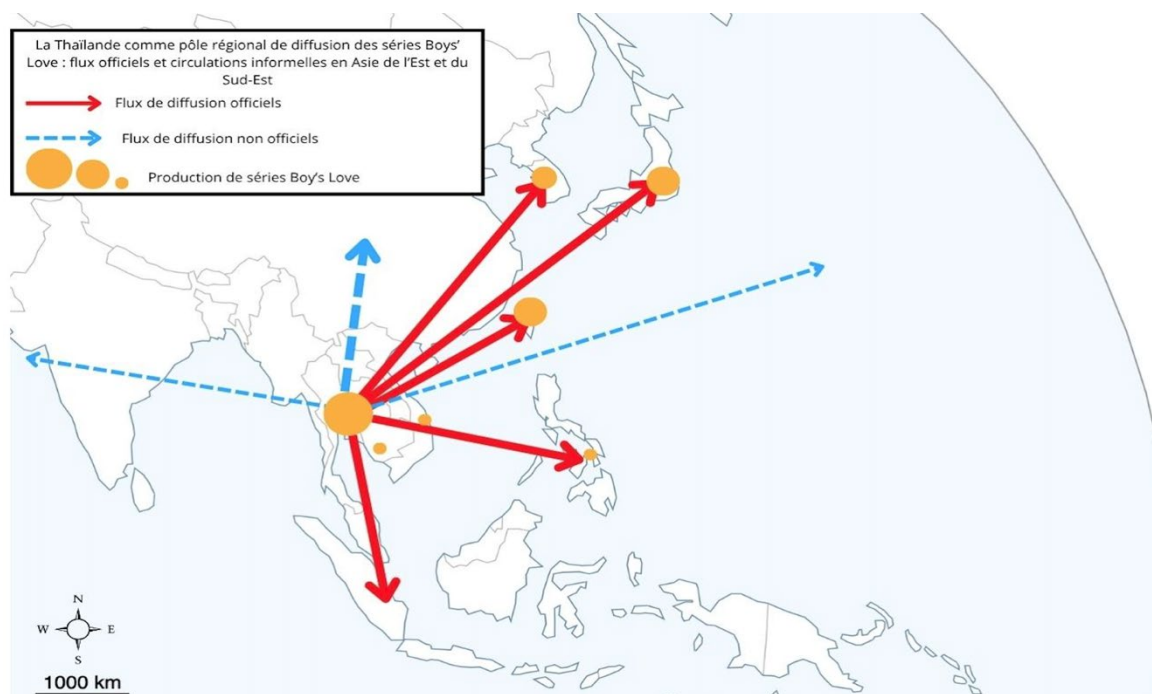 La Thaïlande comme pôle régional de diffusion des séries Boys'
Love : flux officiels et circulations informelles en Asie de l'Est et du
Sud-Est
Flux de diffusion officiels
Flux de diffusion non officiels
Production de séries Boy's Love
N
W E
S
1000 km